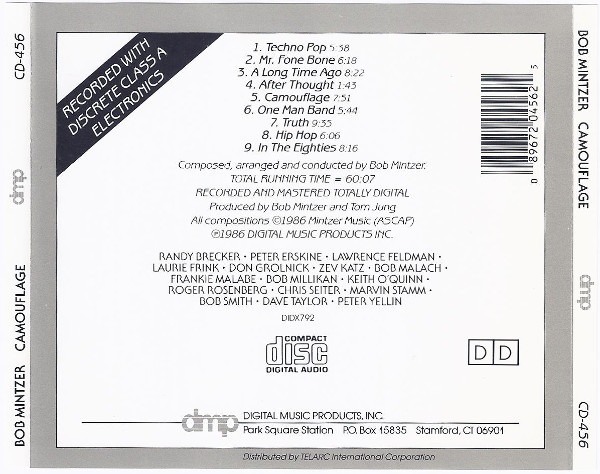 CD-456
dmp
BOB MINTZER CAMOUFLAGE
RECORDED WITH
DISCRETE CLASS A
ELECTRONICS
1. Techno Pop 5:58
2. Mr. Fone Bone 6:18
3. A Long Time Ago 8:22
4. After Thought 1:43
5. Camouflage 7:51
6. One Man Band 5:44
7. Truth 9:55
8. Hip Hop 6:06
9. In The Eighties 8:16
Composed, arranged and conducted by Bob Mintzer.
TOTAL RUNNING TIME = 60:07
RECORDED AND MASTERED TOTALLY DIGITAL
Produced by Bob Mintzer and Tom Jung
All compositions ©1986 Mintzer Music (ASCAP)
℗1986 DIGITAL MUSIC PRODUCTS INC.
RANDY BRECKER · PETER ERSKINE · LAWRENCE FELDMAN ·
LAURIE FRINK · DON GROLNICK · ZEV KATZ · BOB MALACH ·
FRANKIE MALABE · BOB MILLIKAN · KEITH O'QUINN ·
ROGER ROSENBERG · CHRIS SEITER · MARVIN STAMM ·
BOB SMITH · DAVE TAYLOR · PETER YELLIN
DIDX792
COMPACT
disc
DIGITAL AUDIO
DD
dmp DIGITAL MUSIC PRODUCTS, INC.
Park Square Station P.O. Box 15835 Stamford, CT 06901
Distributed by TELARC International Corporation
0 89672 04562 5
BOB MINTZER CAMOUFLAGE
dmp
CD-456